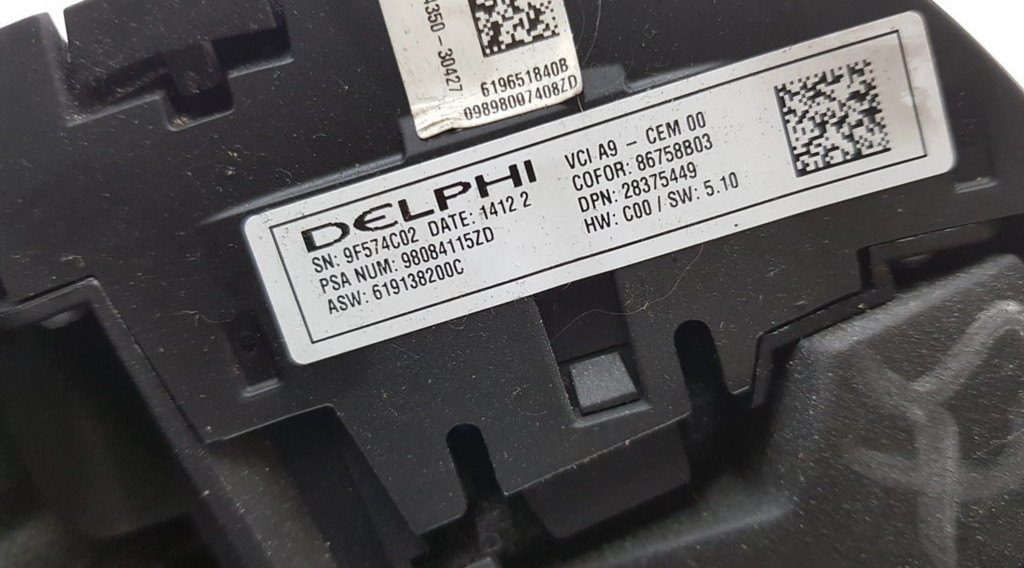 4350 - 30427
619651840B
09898007408ZD
DELPHI
SN: 9F574C02 DATE: 1412 2
PSA NUM: 98084115ZD
ASW: 619138200C
VCI A9 - CEM 00
COFOR: 86758B03
DPN: 28375449
HW: C00 / SW: 5.10